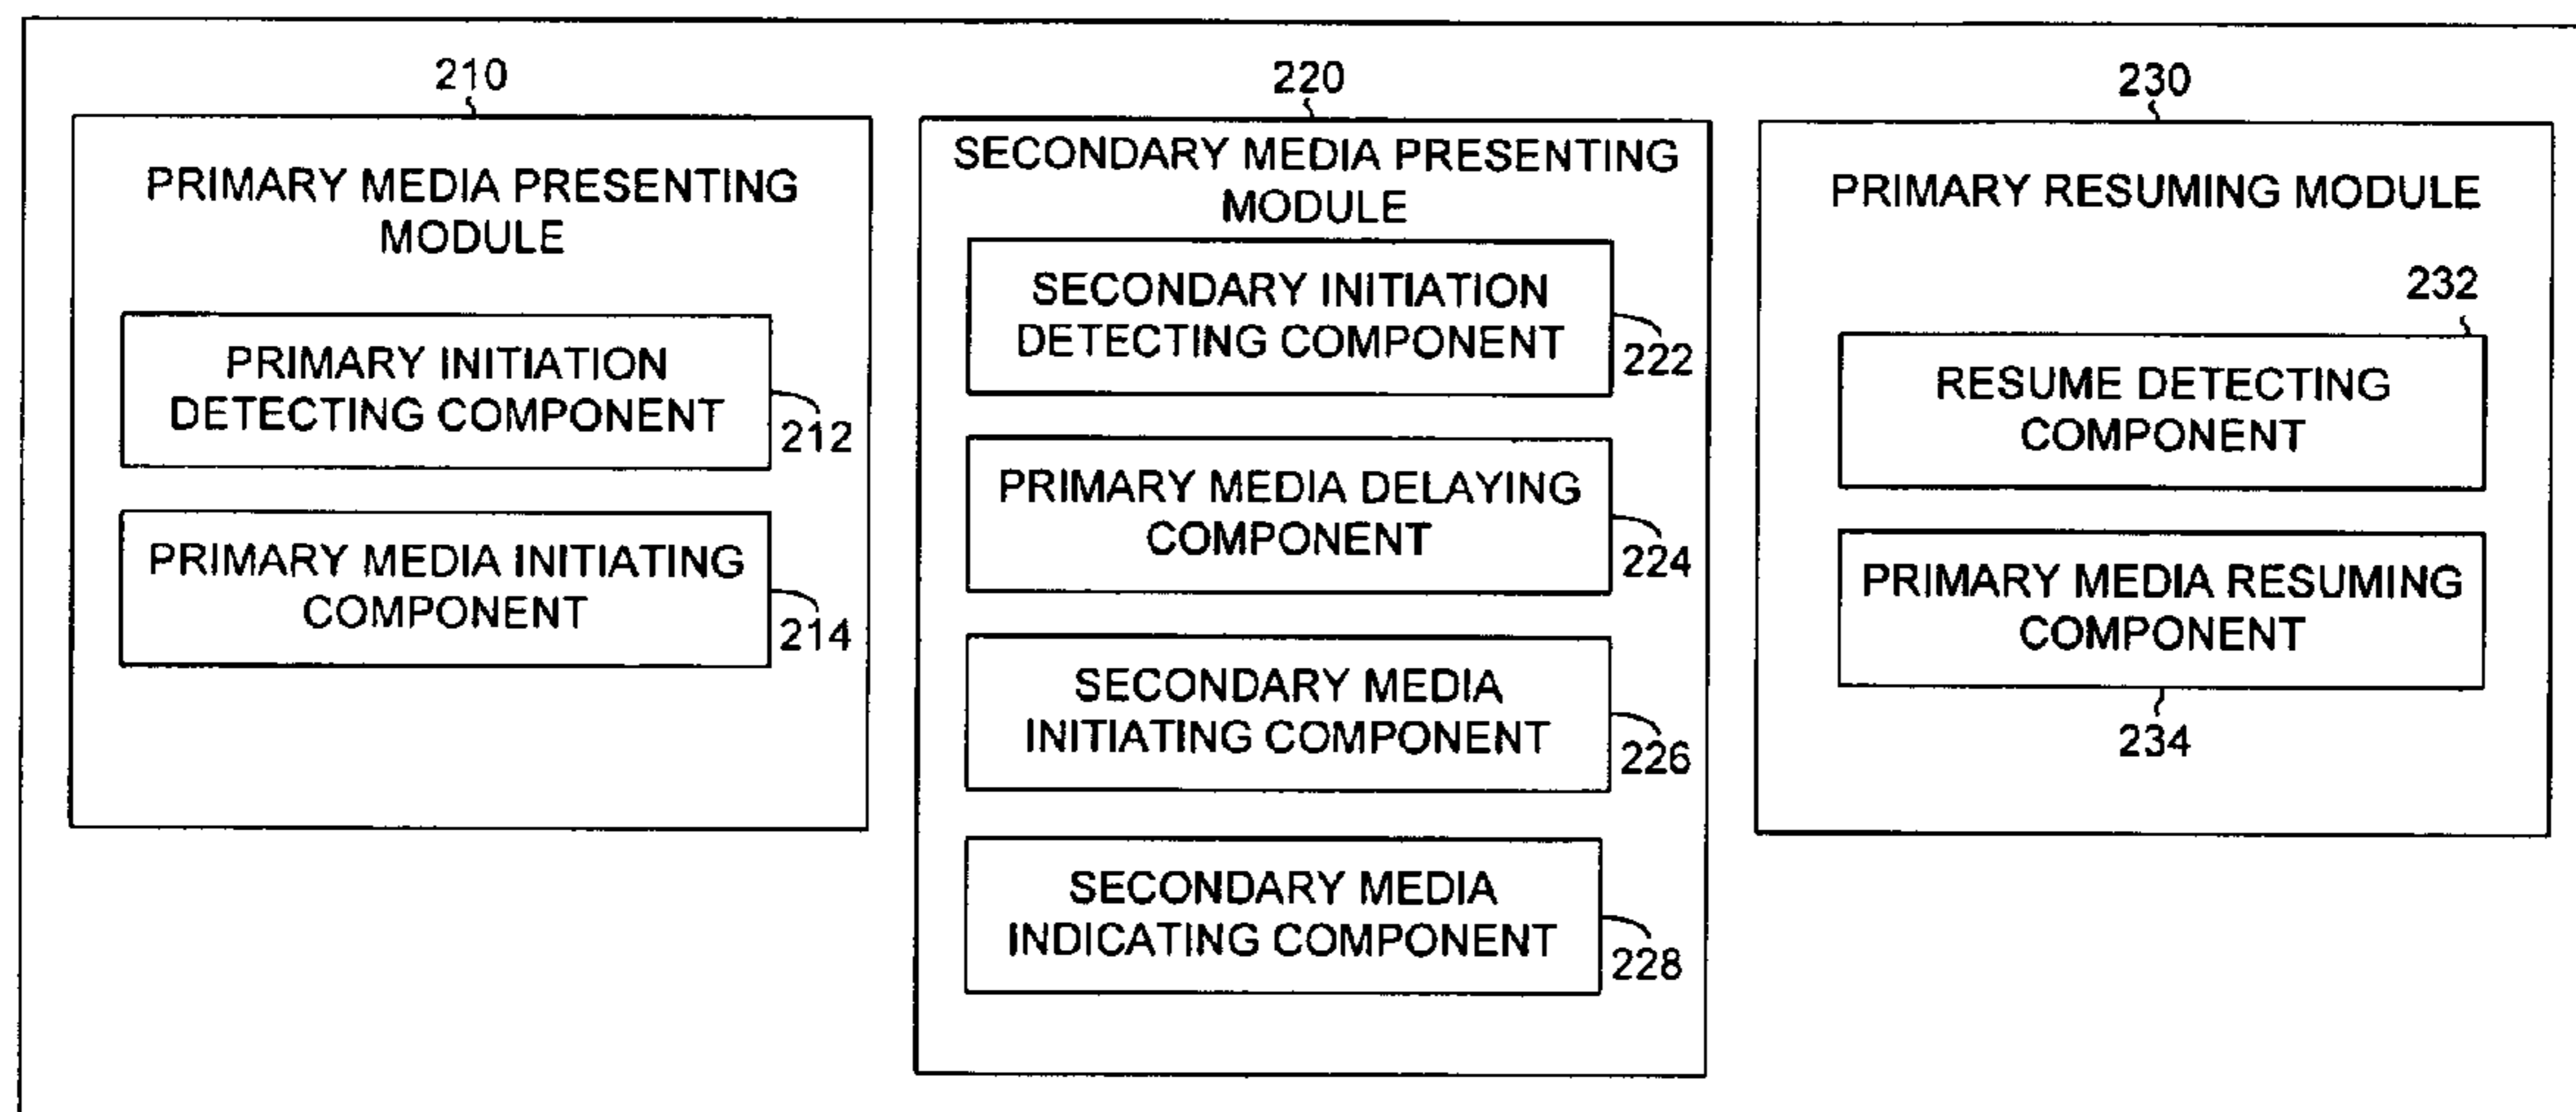 210
PRIMARY MEDIA PRESENTING
MODULE
PRIMARY INITIATION
DETECTING COMPONENT
212
PRIMARY MEDIA INITIATING
COMPONENT
214
220
SECONDARY MEDIA PRESENTING
MODULE
SECONDARY INITIATION
DETECTING COMPONENT
222
PRIMARY MEDIA DELAYING
COMPONENT
224
SECONDARY MEDIA
INITIATING COMPONENT
226
SECONDARY MEDIA
INDICATING COMPONENT
228
230
PRIMARY RESUMING MODULE
232
RESUME DETECTING
COMPONENT
PRIMARY MEDIA RESUMING
COMPONENT
234